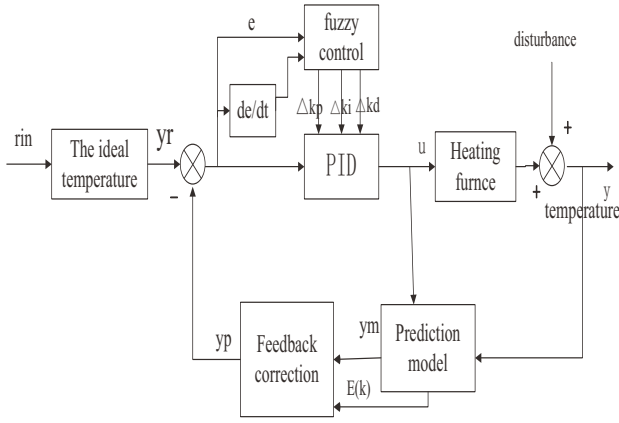 e
fuzzy
control
disturbance
de/dt
△kp
△ki
△kd
+
rin
The ideal
temperature
yr
−
PID
u
Heating
furnce
+
y
temperature
yp
Feedback
correction
ym
E(k)
Prediction
model